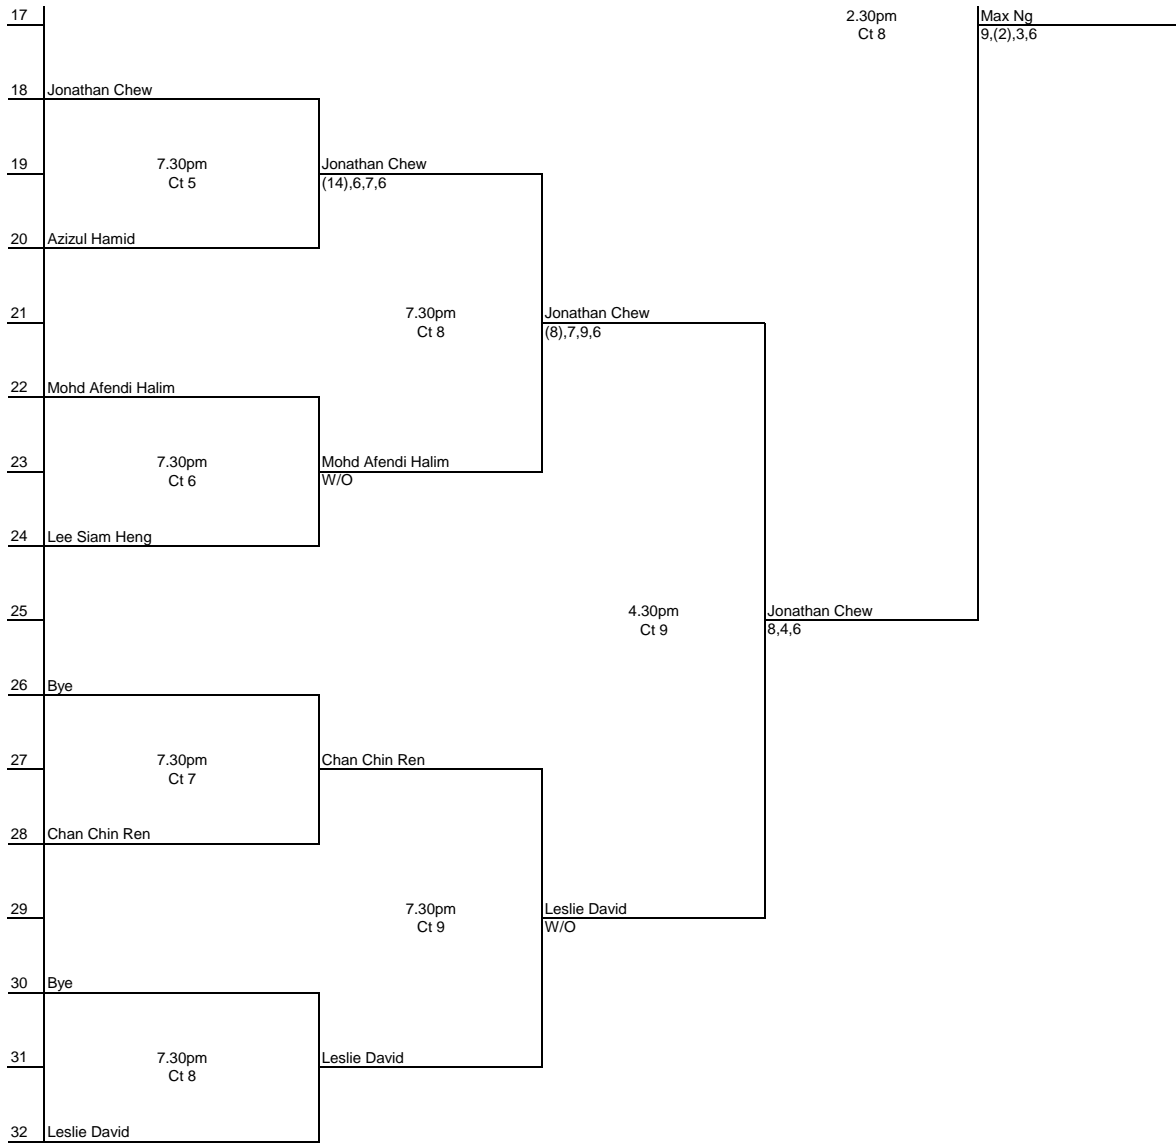 17 2.30pm Max Ng
Ct 8 9,(2),3,6
18 Jonathan Chew
19 7.30pm Jonathan Chew
Ct 5 (14),6,7,6
20 Azizul Hamid
21 7.30pm Jonathan Chew
Ct 8 (8),7,9,6
22 Mohd Afendi Halim
23 7.30pm Mohd Afendi Halim
Ct 6 W/O
24 Lee Siam Heng
25 4.30pm Jonathan Chew
Ct 9 8,4,6
26 Bye
27 7.30pm Chan Chin Ren
Ct 7
28 Chan Chin Ren
29 7.30pm Leslie David
Ct 9 W/O
30 Bye
31 7.30pm Leslie David
Ct 8
32 Leslie David